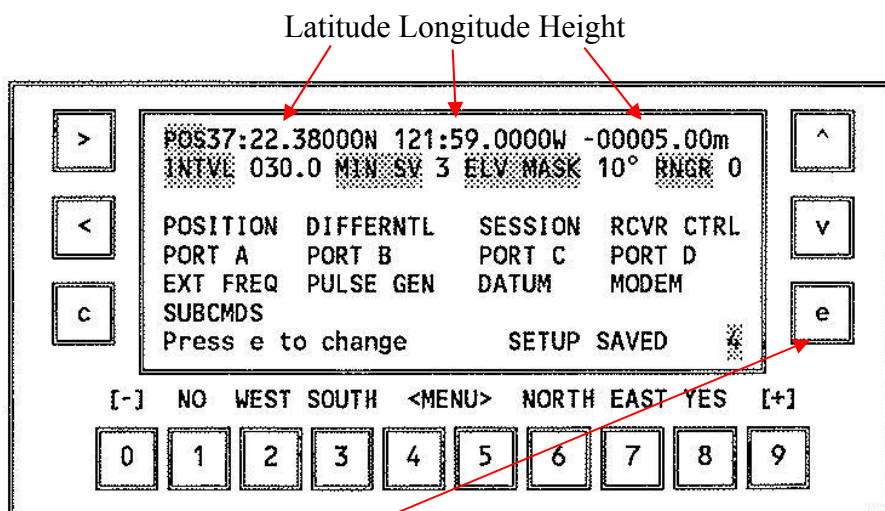 Latitude Longitude Height
> POS37:22.38000N 121:59.0000W -00005.00m ^
INTVL 030.0 MIN SV 3 ELV MASK 10° RNGR 0
< POSITION DIFFERNTL SESSION RCVR CTRL v
PORT A PORT B PORT C PORT D
EXT FREQ PULSE GEN DATUM MODEM
c SUBCMDS e
Press e to change SETUP SAVED 4
[-] NO WEST SOUTH <MENU> NORTH EAST YES [+]
0 1 2 3 4 5 6 7 8 9